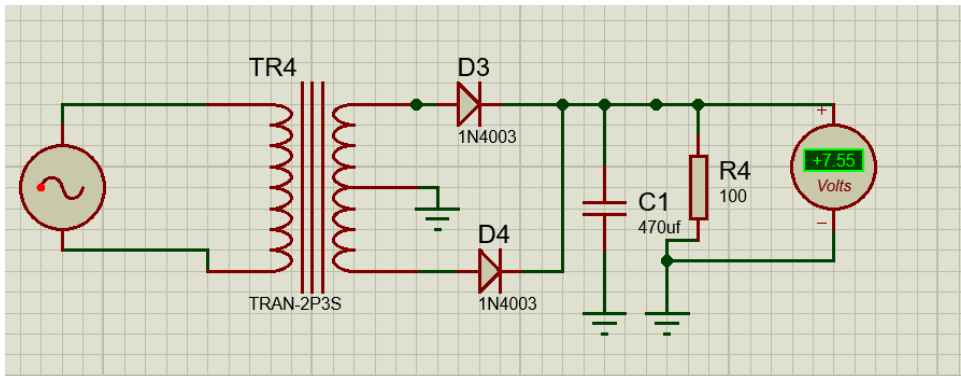 TR4
D3
1N4003
+7.55
Volts
R4
100
C1
470uf
D4
1N4003
TRAN-2P3S